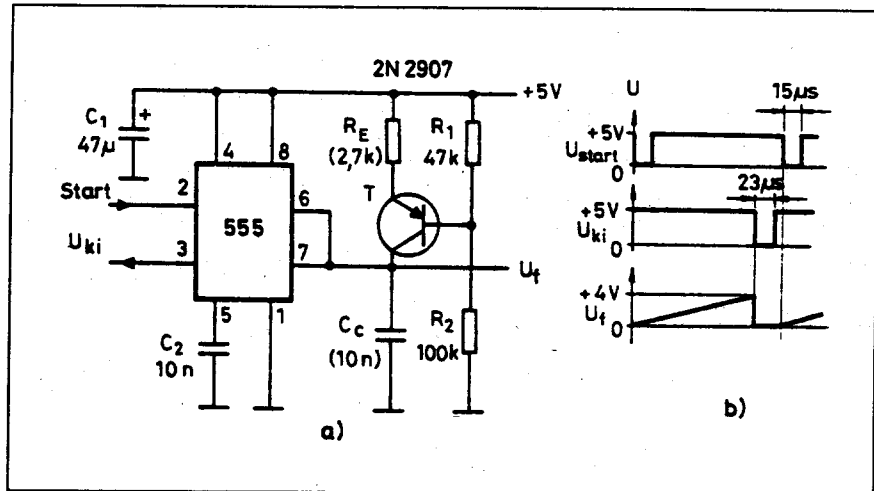 2N 2907
+5V
C1
47µ
+
4
8
RE
(2,7k)
R1
47k
Start
2
6
T
555
Uki
3
7
Uf
5
1
C2
10n
Cc
(10n)
R2
100k
a)
U
15µs
+5V
Ustart
0
23µs
+5V
Uki
0
+4V
Uf
0
b)